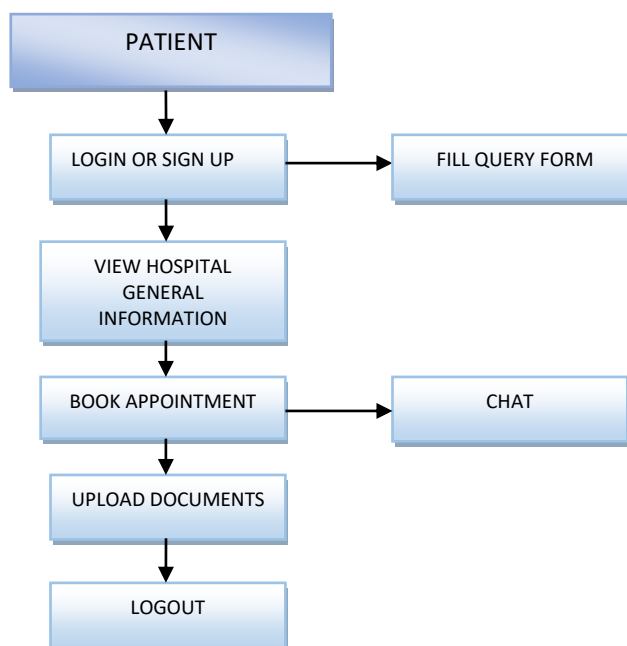 PATIENT
LOGIN OR SIGN UP
FILL QUERY FORM
VIEW HOSPITAL
GENERAL
INFORMATION
BOOK APPOINTMENT
CHAT
UPLOAD DOCUMENTS
LOGOUT